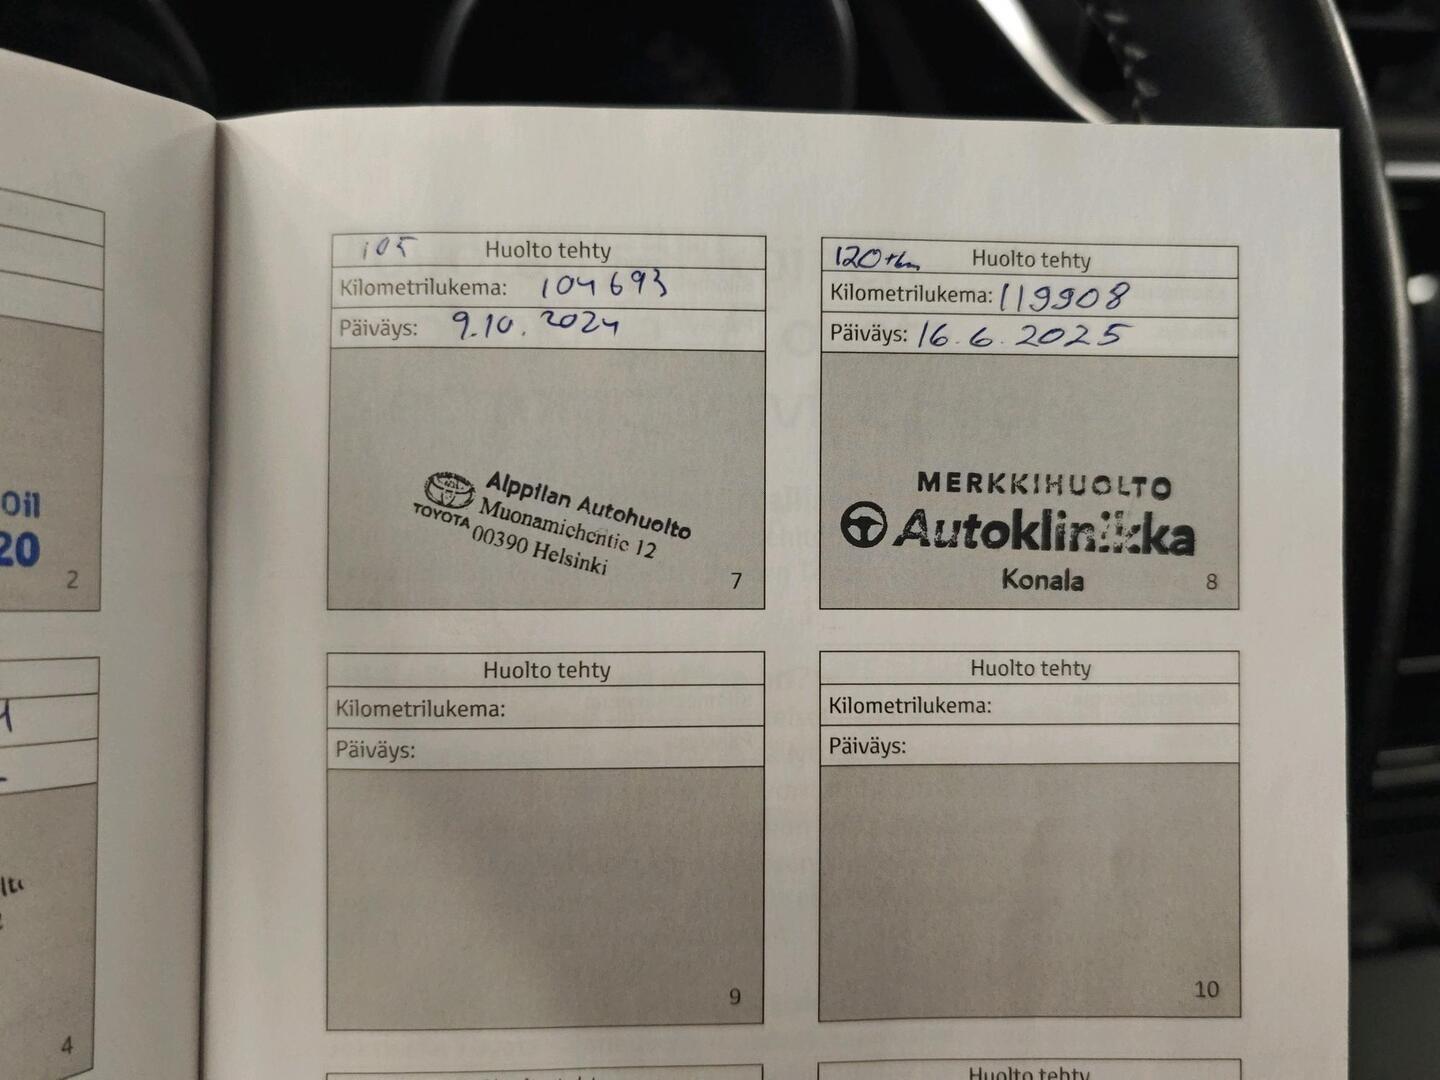 Oil
20
2
4
105 Huolto tehty
Kilometrilukema: 104693
Päiväys: 9.10.2024
Alppilan Autohuolto
TOYOTA
Muonamiehentie 12
00390 Helsinki
7
120 tkm Huolto tehty
Kilometrilukema: 119908
Päiväys: 16.6.2025
MERKKIHUOLTO
Autoklinikka
Konala
8
Huolto tehty
Kilometrilukema:
Päiväys:
9
Huolto tehty
Kilometrilukema:
Päiväys:
10
Huolto tehty